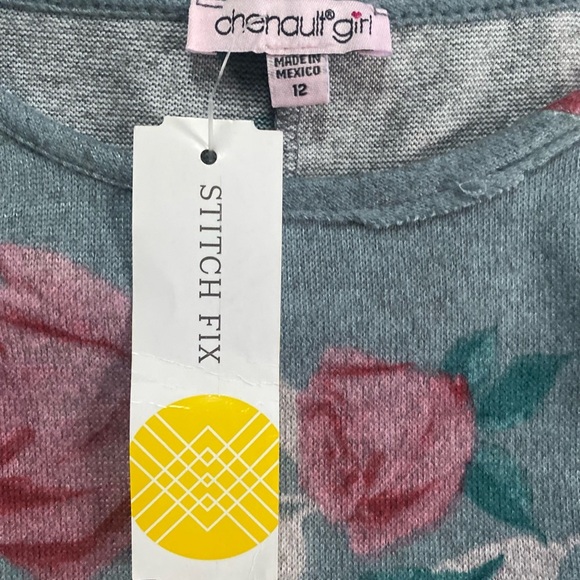 chenault® girl
MADE IN
MEXICO
12
STITCH FIX